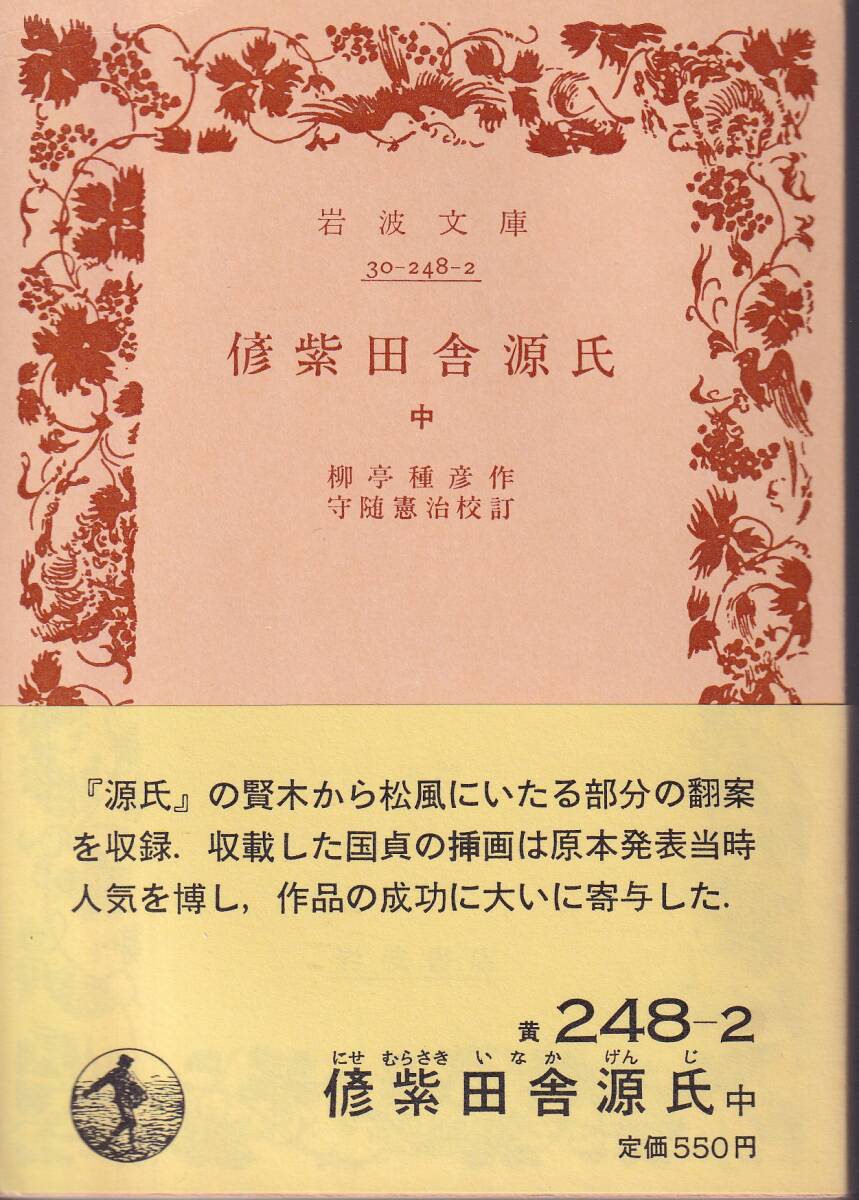 岩波文庫
30-248-2
偐紫田舎源氏
中
柳亭種彦作
守随憲治校訂
『源氏』の賢木から松風にいたる部分の翻案
を収録．収載した国貞の挿画は原本発表当時
人気を博し，作品の成功に大いに寄与した．
黄 248-2
にせ むらさき いなか げん じ
偐紫田舎源氏 中
定価550円